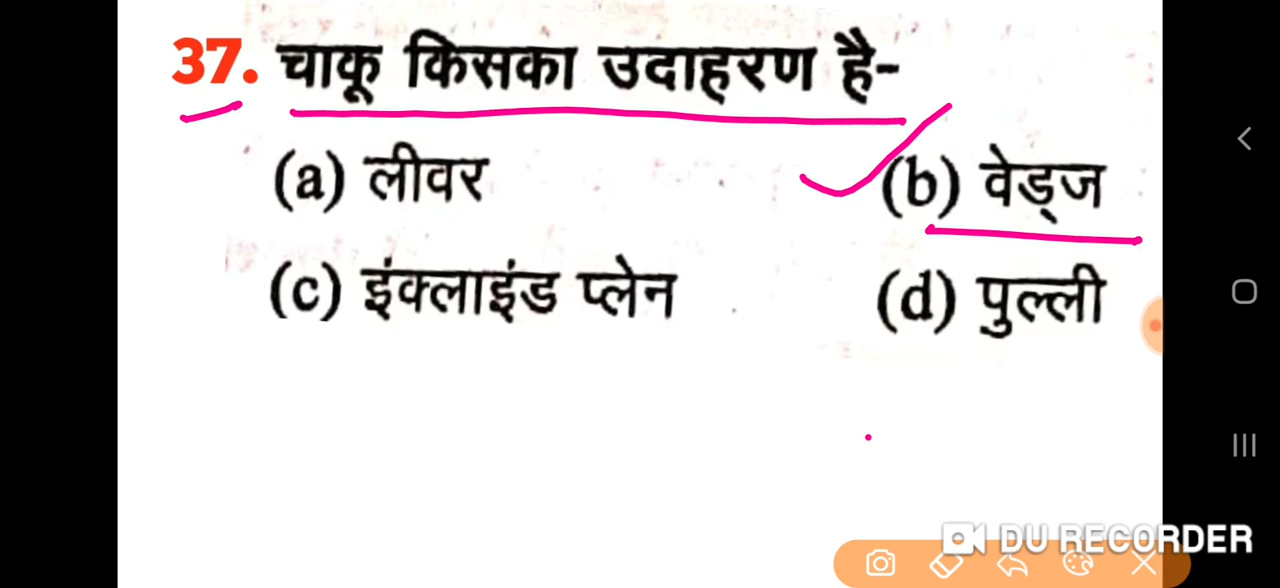 37. चाकू किसका उदाहरण है-
(a) लीवर (b) वेड्ज
(c) इंक्लाइंड प्लेन (d) पुल्ली
DU RECORDER